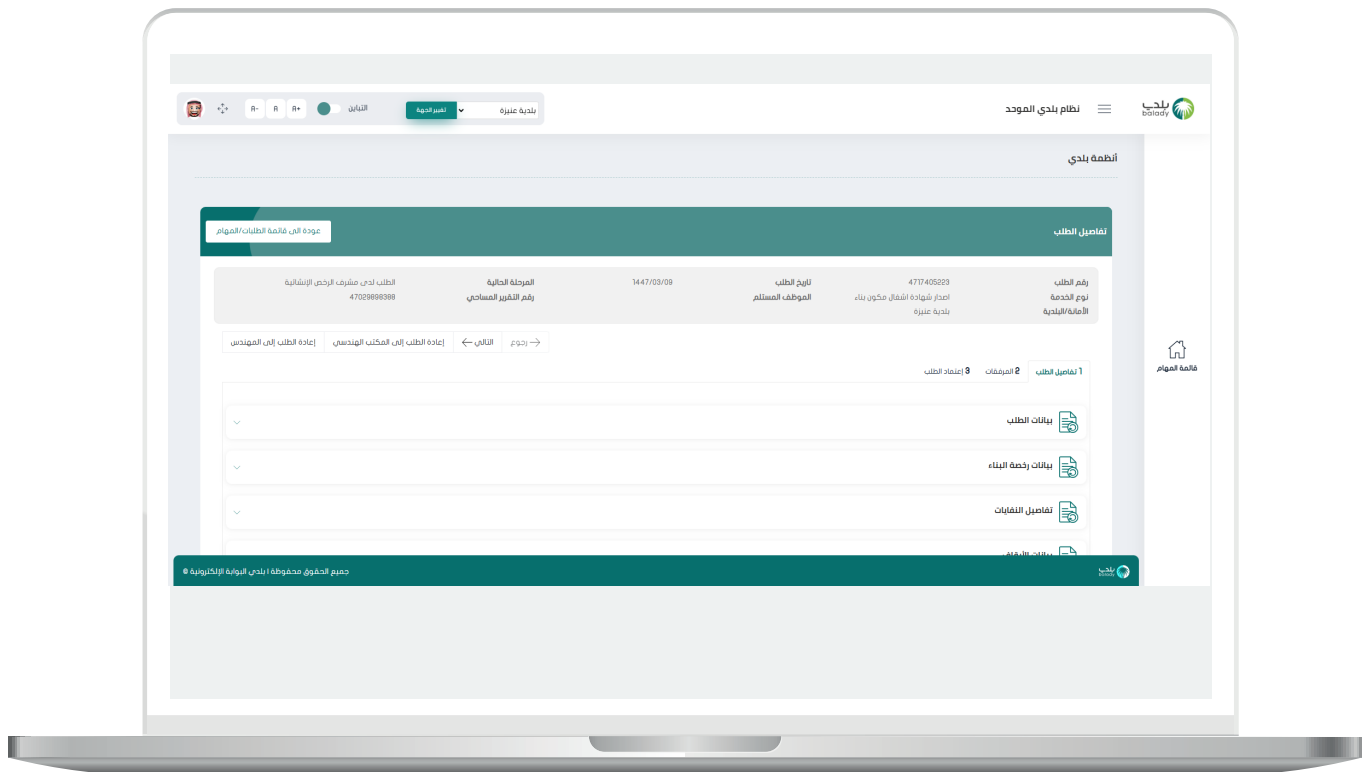 بلدي
balady
نظام بلدي الموحد
بلدية عنيزة
تغيير الجهة
التباين
A+
A
A-
أنظمة بلدي
قائمة المهام
تفاصيل الطلب
عودة الى قائمة الطلبات/المهام
رقم الطلب 4717405223 تاريخ الطلب 1447/03/09 المرحلة الحالية الطلب لدى مشرف الرخص الإنشائية
نوع الخدمة اصدار شهادة اشغال مكون بناء الموظف المستلم رقم التقرير المساحي 47029898388
الأمانة/البلدية بلدية عنيزة
رجوع التالي إعادة الطلب إلى المكتب الهندسي إعادة الطلب إلى المهندس
1 تفاصيل الطلب 2 المرفقات 3 إعتماد الطلب
بيانات الطلب
بيانات رخصة البناء
تفاصيل النفايات
بلدي
balady
جميع الحقوق محفوظة | بلدي البوابة الإلكترونية ©